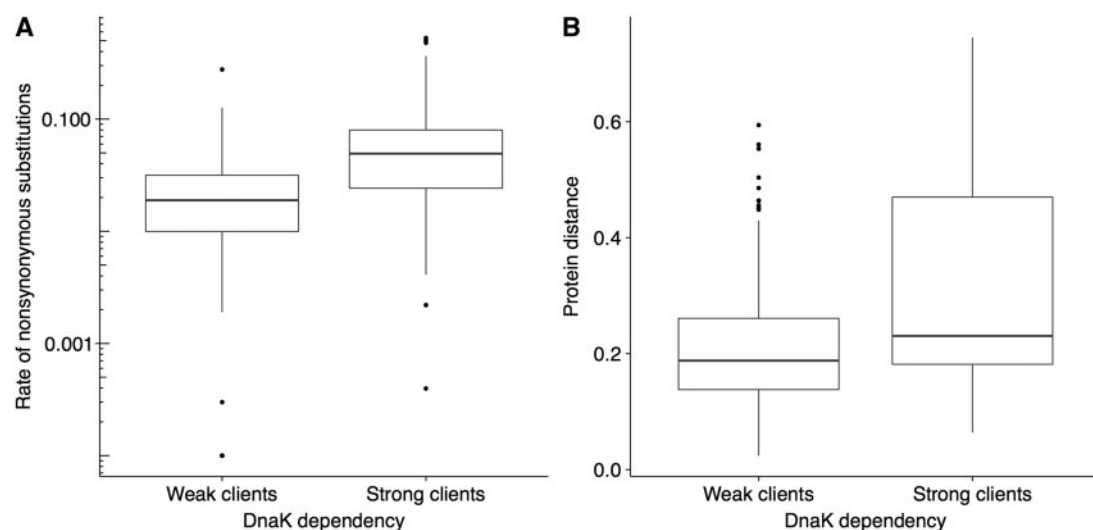 A
Rate of nonsynonymous substitutions
0.100
0.001
Weak clients
Strong clients
DnaK dependency
B
Protein distance
0.6
0.4
0.2
0.0
Weak clients
Strong clients
DnaK dependency